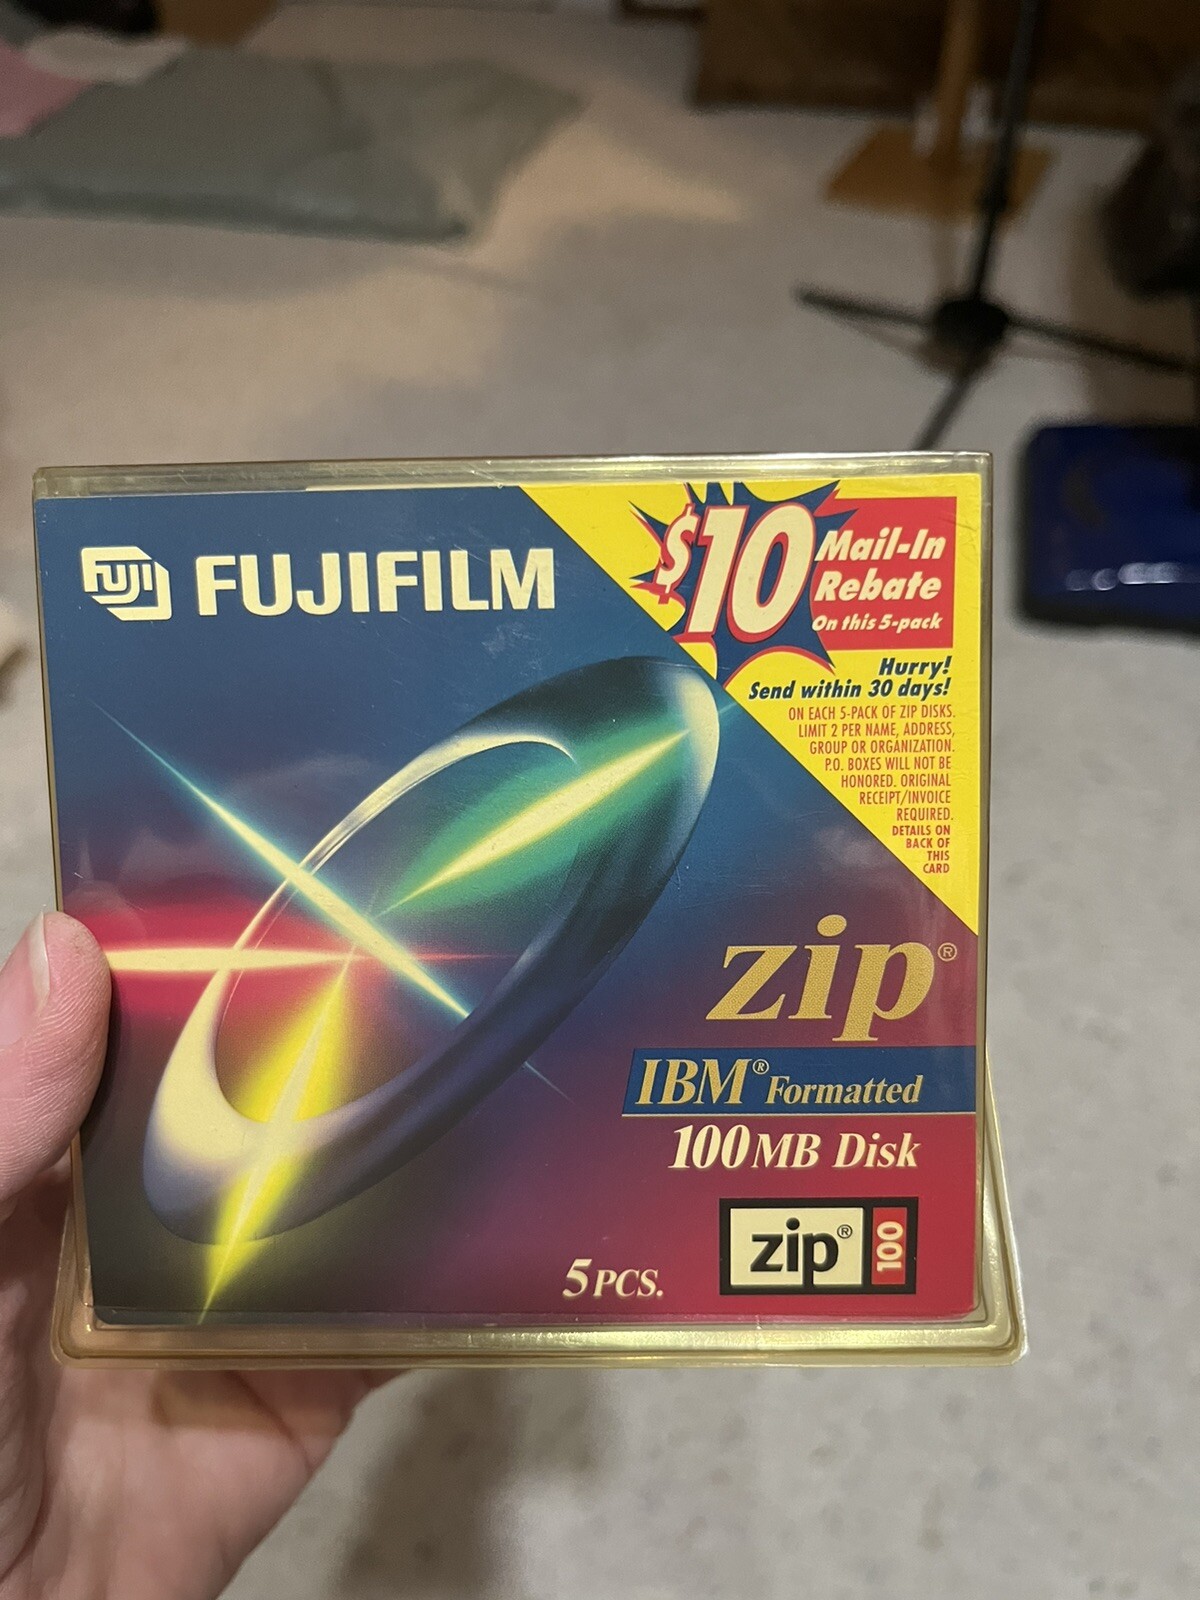 FUJI FUJIFILM
$10 Mail-In
Rebate
On this 5-pack
Hurry!
Send within 30 days!
ON EACH 5-PACK OF ZIP DISKS.
LIMIT 2 PER NAME, ADDRESS,
GROUP OR ORGANIZATION.
P.O. BOXES WILL NOT BE
HONORED. ORIGINAL
RECEIPT/INVOICE
REQUIRED.
DETAILS ON
BACK OF
THIS
CARD
zip®
IBM® Formatted
100MB Disk
zip® 100
5 PCS.